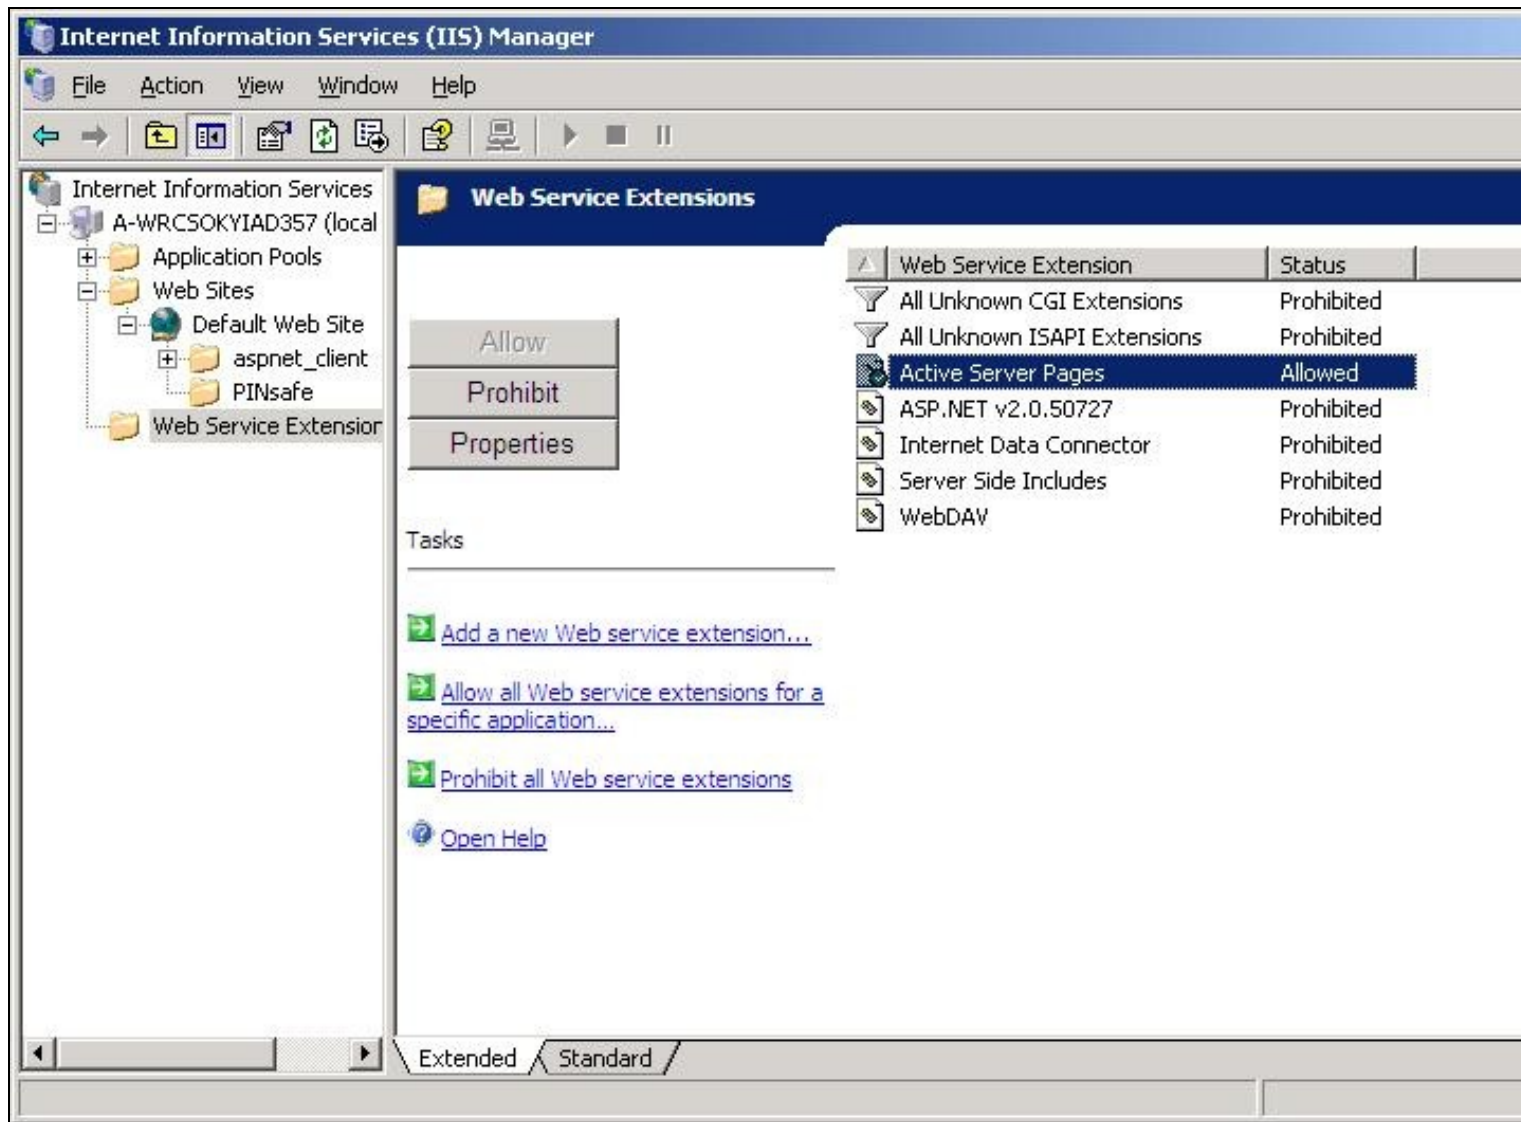 Internet Information Services (IIS) Manager
File Action View Window Help
Internet Information Services
A-WRCSOKYIAD357 (local
Application Pools
Web Sites
Default Web Site
aspnet_client
PINsafe
Web Service Extension
Web Service Extensions
Allow
Prohibit
Properties
Tasks
Add a new Web service extension...
Allow all Web service extensions for a
specific application...
Prohibit all Web service extensions
Open Help
Web Service Extension Status
All Unknown CGI Extensions Prohibited
All Unknown ISAPI Extensions Prohibited
Active Server Pages Allowed
ASP.NET v2.0.50727 Prohibited
Internet Data Connector Prohibited
Server Side Includes Prohibited
WebDAV Prohibited
Extended Standard